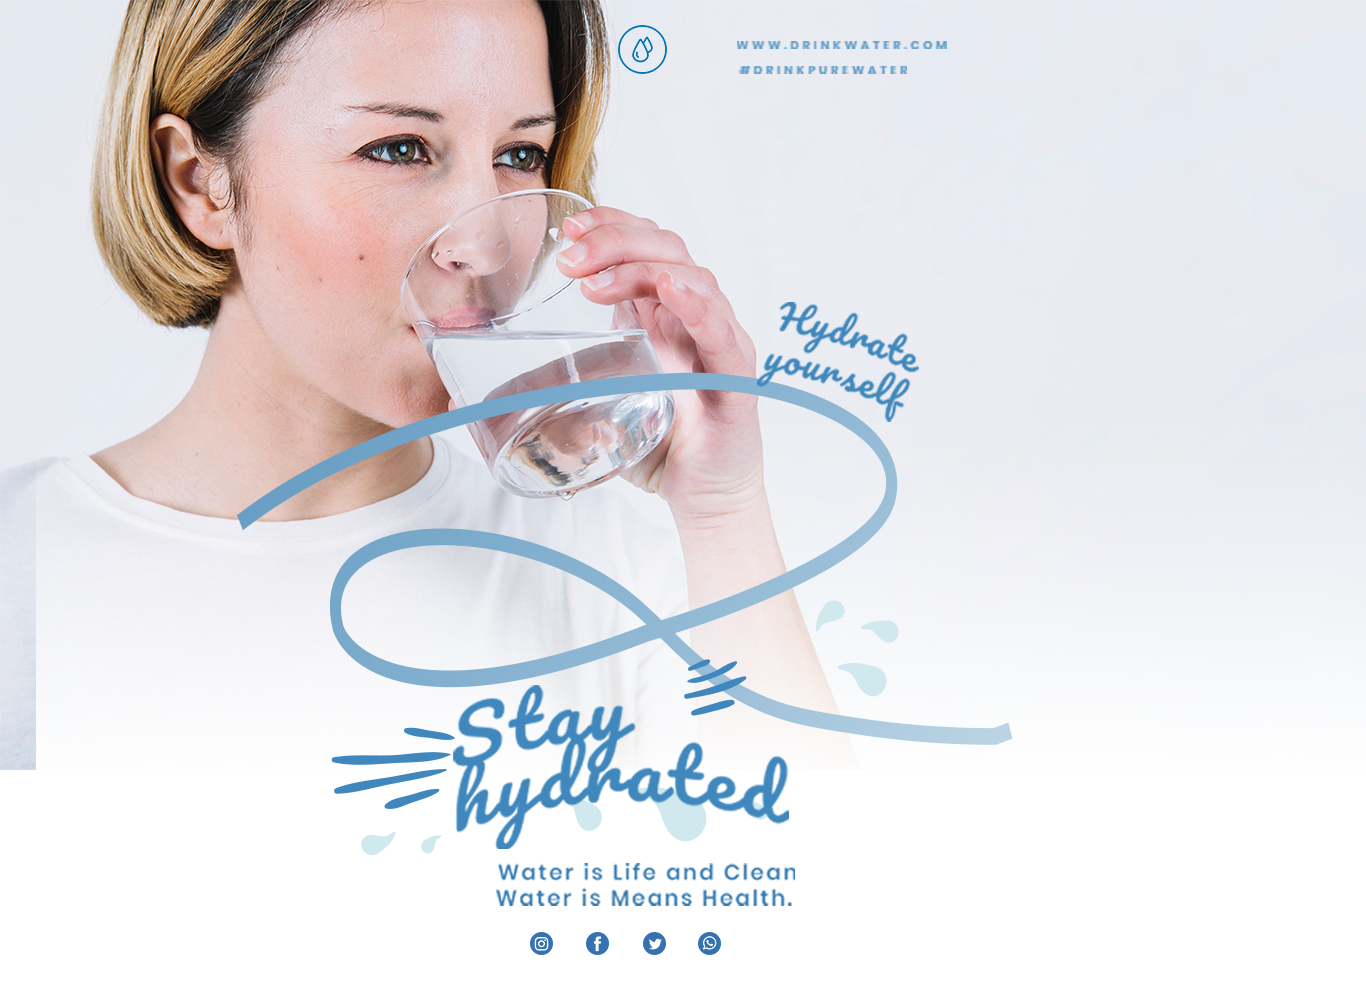 WWW.DRINKWATER.COM
#DRINKPUREWATER
Hydrate
yourself
Stay
hydrated
Water is Life and Clean
Water is Means Health.